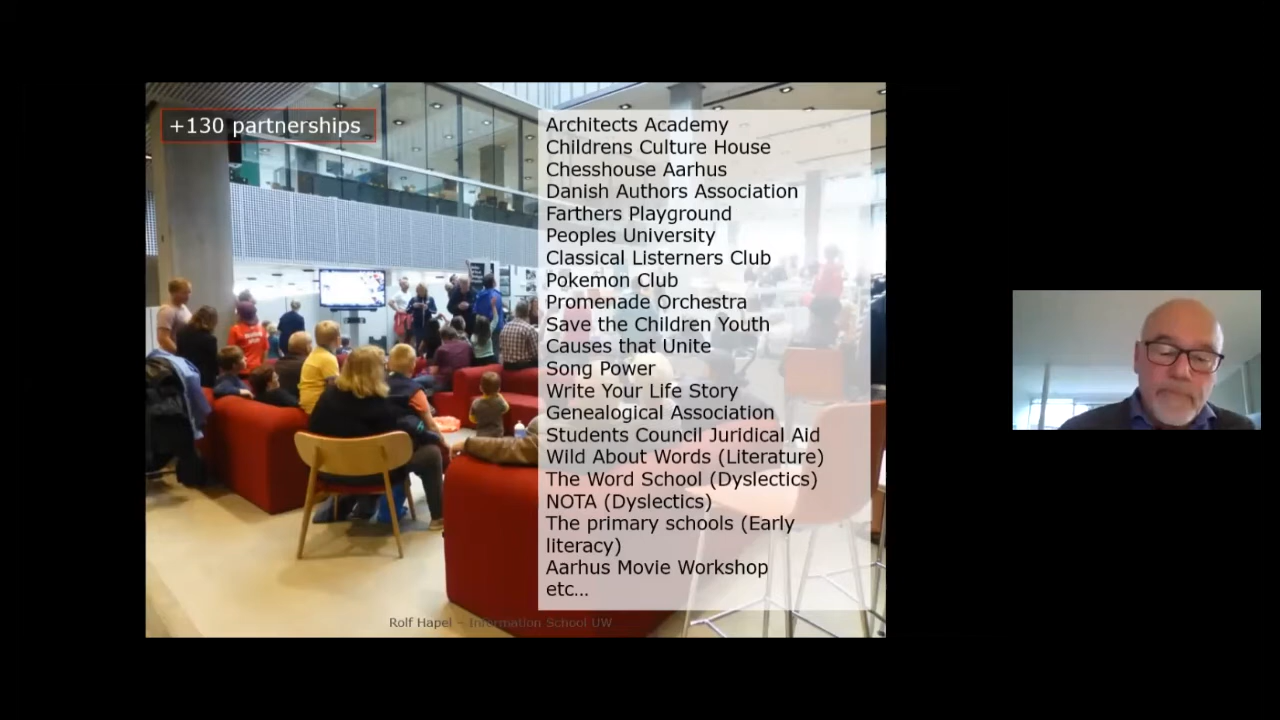 +130 partnerships
Architects Academy
Childrens Culture House
Chesshouse Aarhus
Danish Authors Association
Farthers Playground
Peoples University
Classical Listerners Club
Pokemon Club
Promenade Orchestra
Save the Children Youth
Causes that Unite
Song Power
Write Your Life Story
Genealogical Association
Students Council Juridical Aid
Wild About Words (Literature)
The Word School (Dyslectics)
NOTA (Dyslectics)
The primary schools (Early
literacy)
Aarhus Movie Workshop
etc…
Rolf Hapel – Information School UW